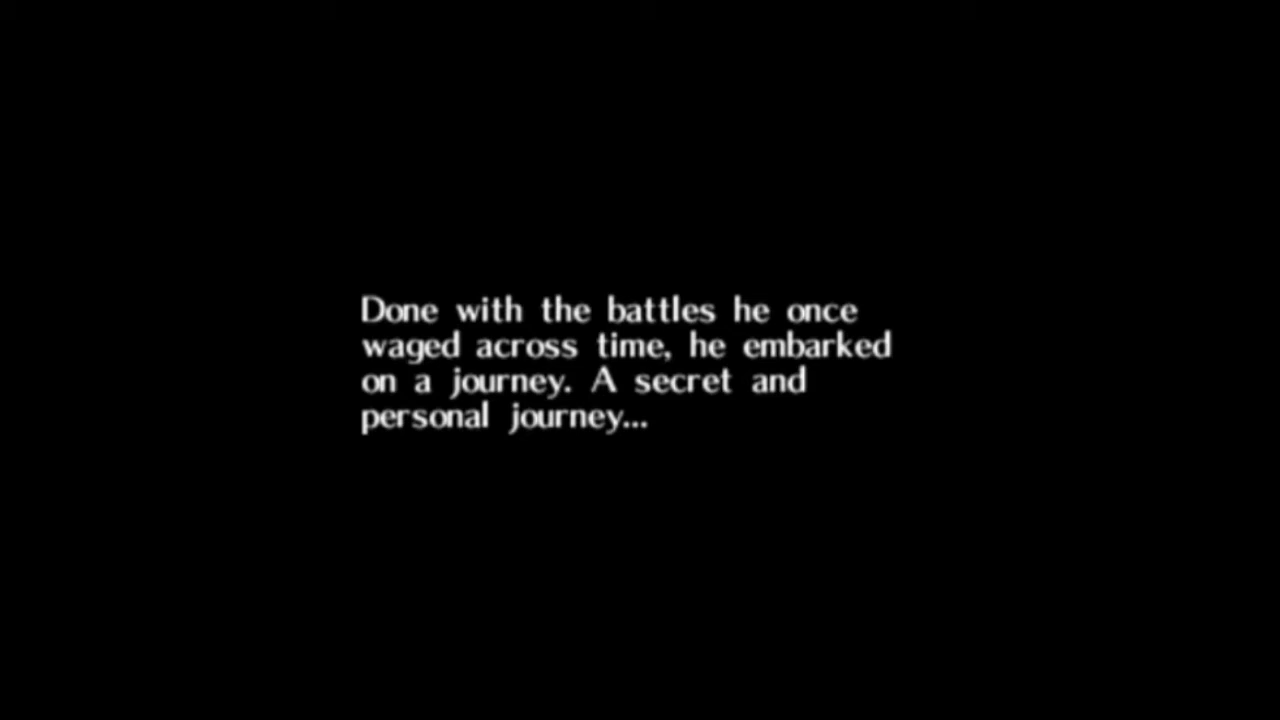 Done with the battles he once
waged across time, he embarked
on a journey. A secret and
personal journey...